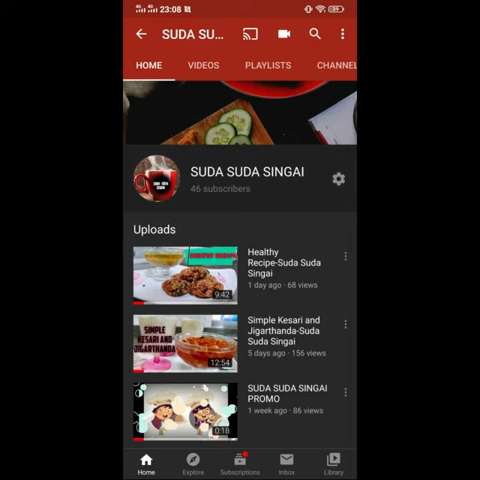 23:08
SUDA SU...
HOME VIDEOS PLAYLISTS CHANNEL
SUDA SUDA SINGAI
46 subscribers
Uploads
Healthy
Recipe-Suda Suda
Singai
1 day ago · 68 views
9:42
Simple Kesari and
Jigarthanda-Suda
Suda Singai
5 days ago · 156 views
SIMPLE
KESARI AND
JIGARTHANDA
12:54
SUDA SUDA SINGAI
PROMO
1 week ago · 86 views
0:18
Home Explore Subscriptions Inbox Library